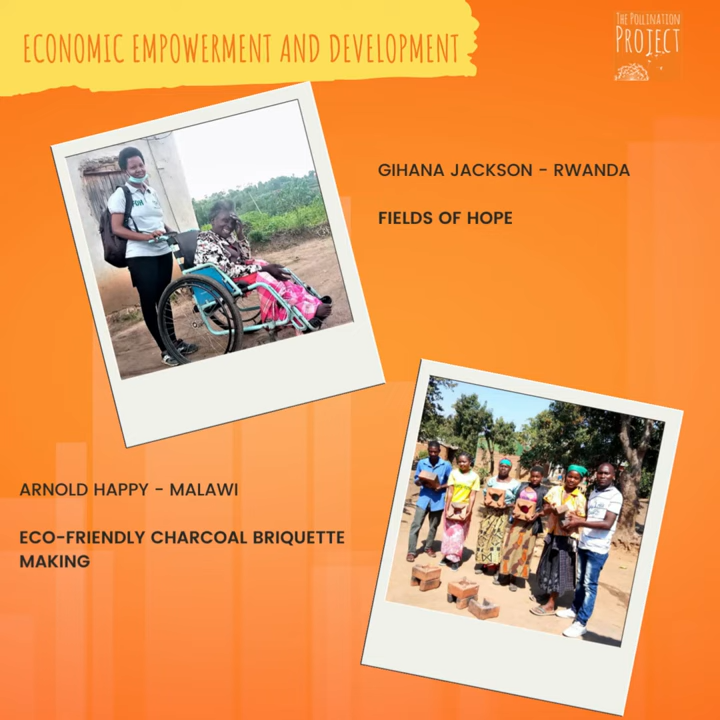 ECONOMIC EMPOWERMENT AND DEVELOPMENT
THE POLLINATION
PROJECT
GIHANA JACKSON - RWANDA
FIELDS OF HOPE
ARNOLD HAPPY - MALAWI
ECO-FRIENDLY CHARCOAL BRIQUETTE
MAKING